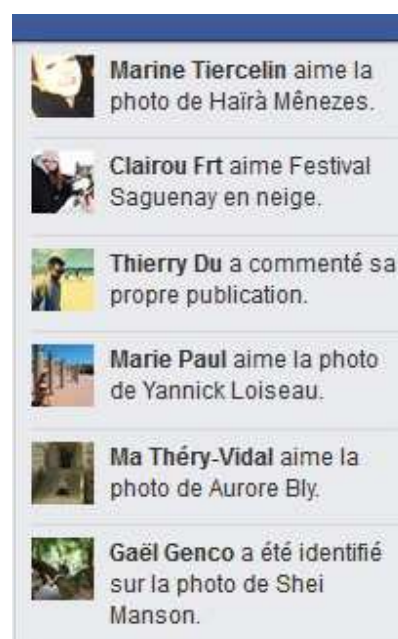 Marine Tiercelin aime la
photo de Haïrà Mênezes.
Clairou Frt aime Festival
Saguenay en neige.
Thierry Du a commenté sa
propre publication.
Marie Paul aime la photo
de Yannick Loiseau.
Ma Théry-Vidal aime la
photo de Aurore Bly.
Gaël Genco a été identifié
sur la photo de Shei
Manson.